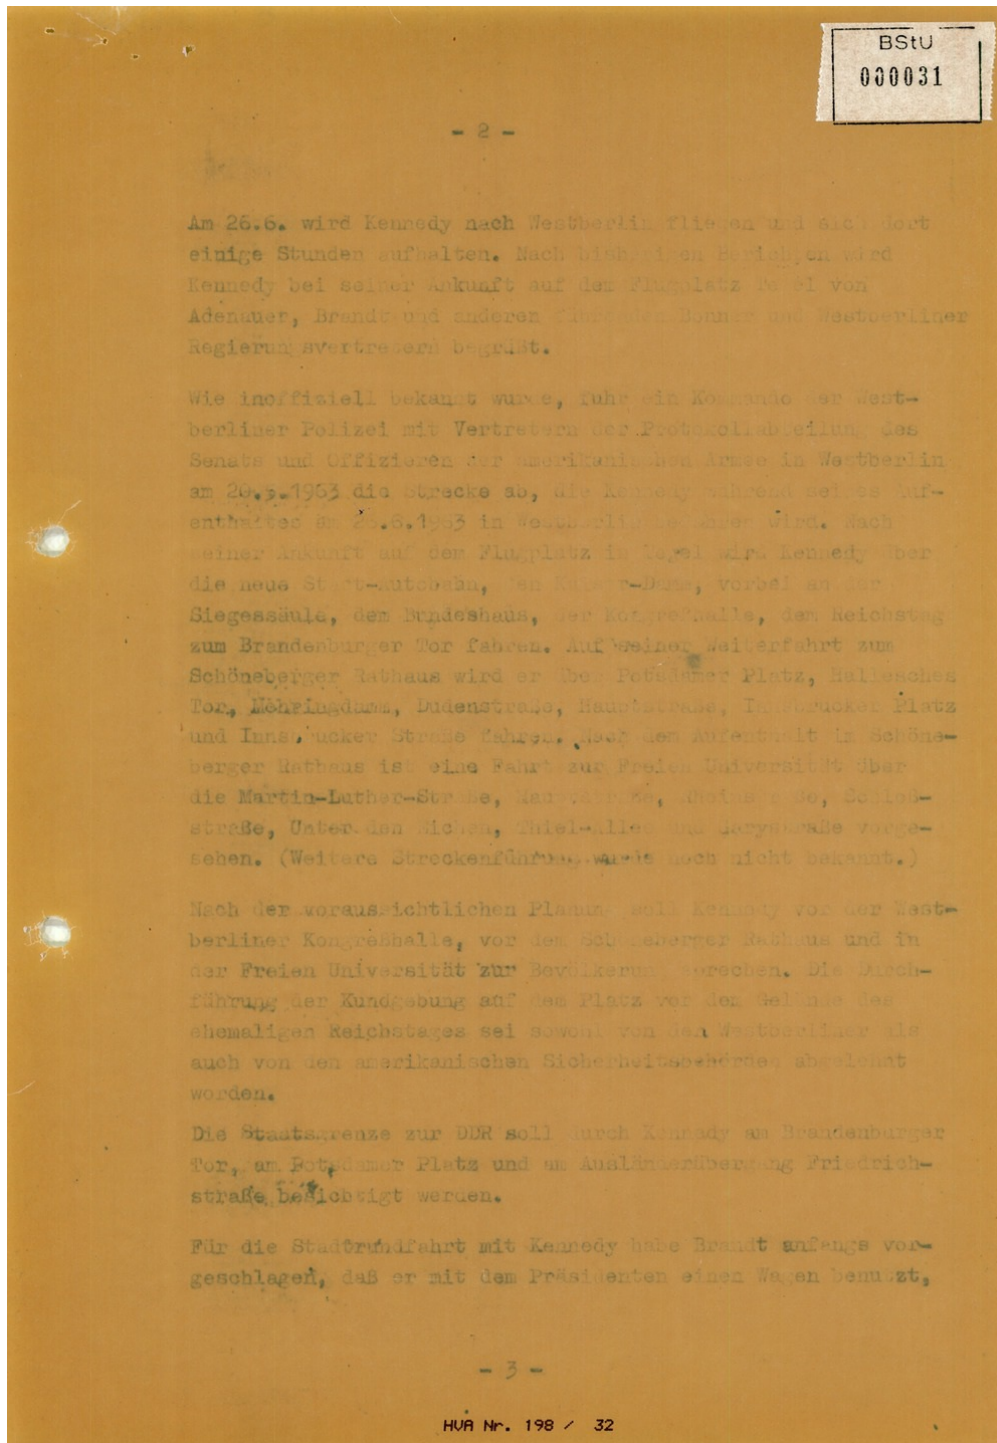 BStU
000031
- 2 -
Am 26.6. wird Kennedy nach Westberlin fliegen und sich dort
einige Stunden aufhalten. Nach bisherigen Berichten wird
Kennedy bei seiner Ankunft auf dem Flugplatz Tegel von
Adenauer, Brandt und anderen führenden Bonner und Westberliner
Regierungsvertretern begrüßt.
Wie inoffiziell bekannt wurde, fuhr ein Kommando der West-
berliner Polizei mit Vertretern der Protokollabteilung des
Senats und Offizieren der amerikanischen Armee in Westberlin
am 20.5.1963 die Strecke ab, die Kennedy während seines Auf-
enthaltes am 26.6.1963 in Westberlin wird. Nach
seiner Ankunft auf dem Flugplatz in Tegel wird Kennedy über
die neue Stadt-Autobahn, den Kaiser-Damm, vorbei an der
Siegessäule, dem Bundeshaus, der Kongreßhalle, dem Reichstag
zum Brandenburger Tor fahren. Auf seiner Weiterfahrt zum
Schöneberger Rathaus wird er über Potsdamer Platz, Hallesches
Tor, Mehringdamm, Dudenstraße, Hauptstraße, Innsbrucker Platz
und Innsbrucker Straße fahren. Nach dem Aufenthalt im Schöne-
berger Rathaus ist eine Fahrt zur Freien Universität über
die Martin-Luther-Straße, Hauptstraße, Rheinstraße, Schloß-
straße, Unter den Eichen, Thiel-Allee und Garystraße vorge-
sehen. (Weitere Streckenführung wurde noch nicht bekannt.)
Nach der voraussichtlichen Planung soll Kennedy vor der West-
berliner Kongreßhalle, vor dem Schöneberger Rathaus und in
der Freien Universität zur Bevölkerung sprechen. Die Durch-
führung der Kundgebung auf dem Platz vor dem Gelände des
ehemaligen Reichstages sei sowohl von den Westberliner als
auch von den amerikanischen Sicherheitsbehörden abgelehnt
worden.
Die Staatsgrenze zur DDR soll durch Kennedy am Brandenburger
Tor, am Potsdamer Platz und am Ausländerübergang Friedrich-
straße besichtigt werden.
Für die Stadtrundfahrt mit Kennedy habe Brandt anfangs vor-
geschlagen, daß er mit dem Präsidenten einen Wagen benutzt,
- 3 -
HVA Nr. 198 / 32